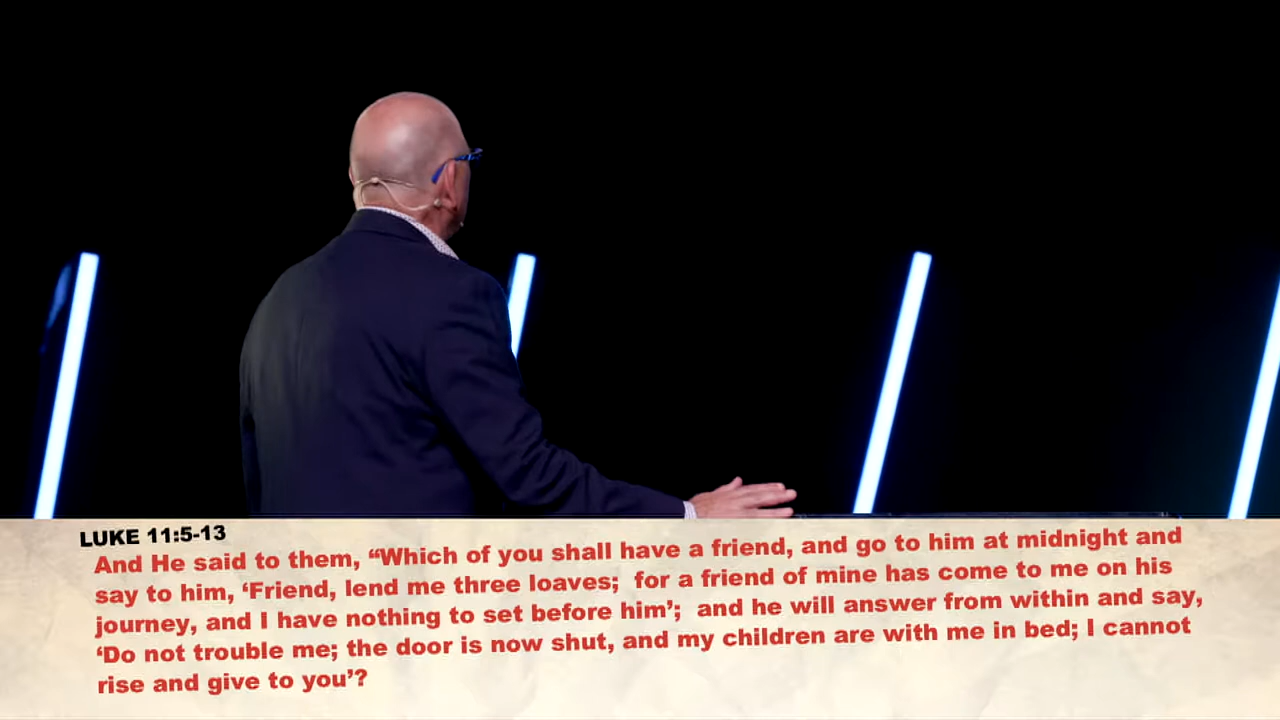 LUKE 11:5-13
And He said to them, “Which of you shall have a friend, and go to him at midnight and
say to him, ‘Friend, lend me three loaves;  for a friend of mine has come to me on his
journey, and I have nothing to set before him’;  and he will answer from within and say,
‘Do not trouble me; the door is now shut, and my children are with me in bed; I cannot
rise and give to you’?